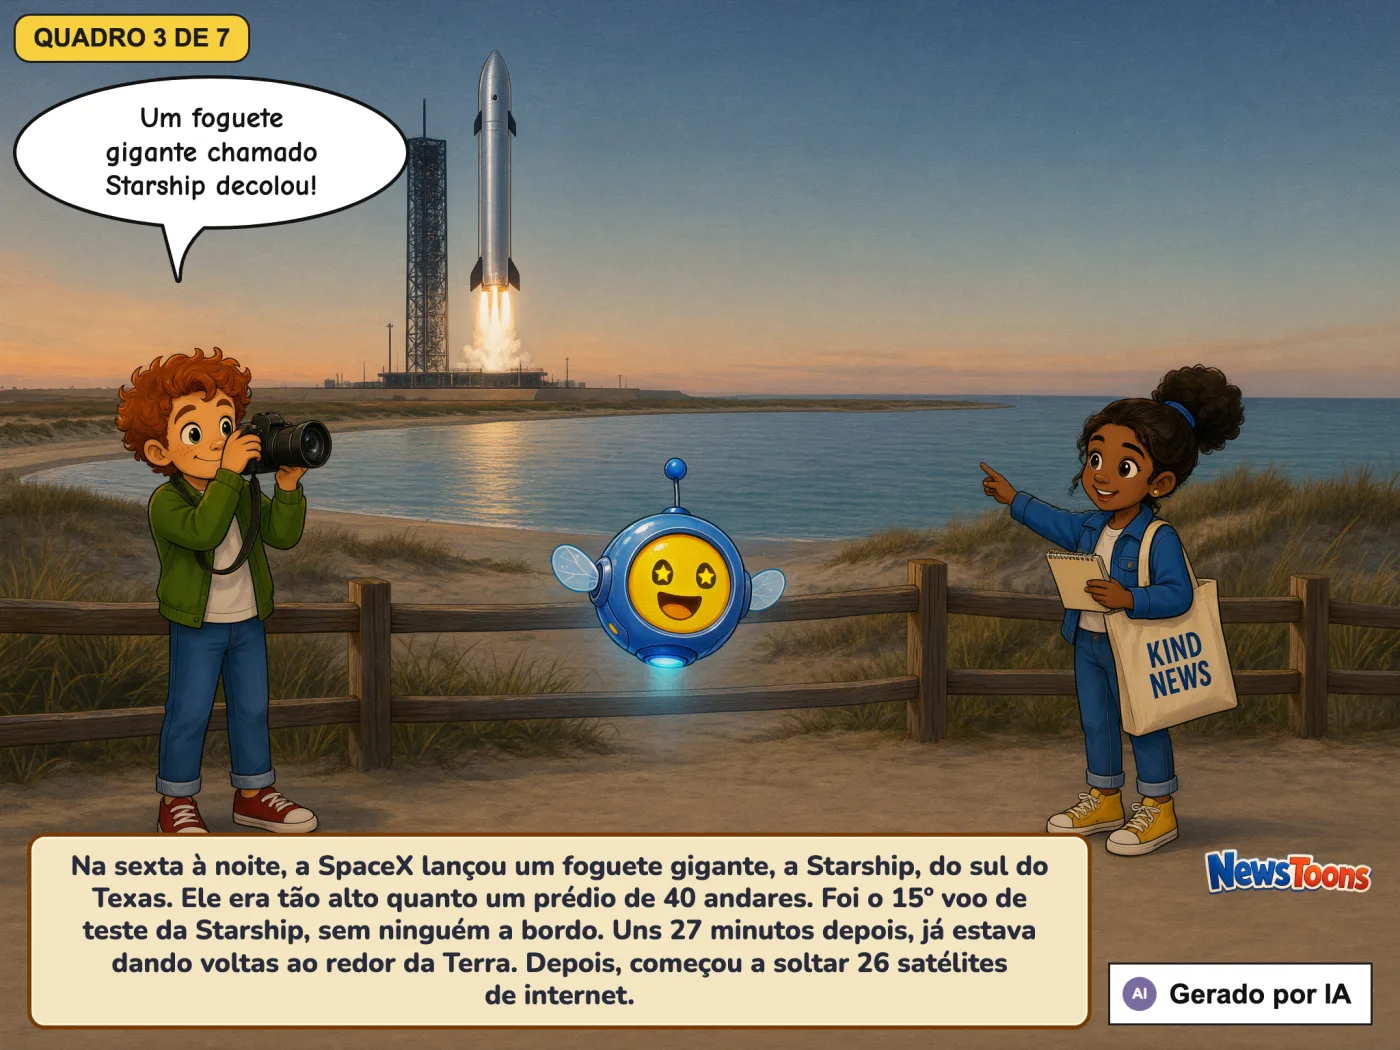 QUADRO 3 DE 7
Um foguete
gigante chamado
Starship decolou!
KIND
NEWS
Na sexta à noite, a SpaceX lançou um foguete gigante, a Starship, do sul do
Texas. Ele era tão alto quanto um prédio de 40 andares. Foi o 15º voo de
teste da Starship, sem ninguém a bordo. Uns 27 minutos depois, já estava
dando voltas ao redor da Terra. Depois, começou a soltar 26 satélites
de internet.
NewsToons
AI Gerado por IA